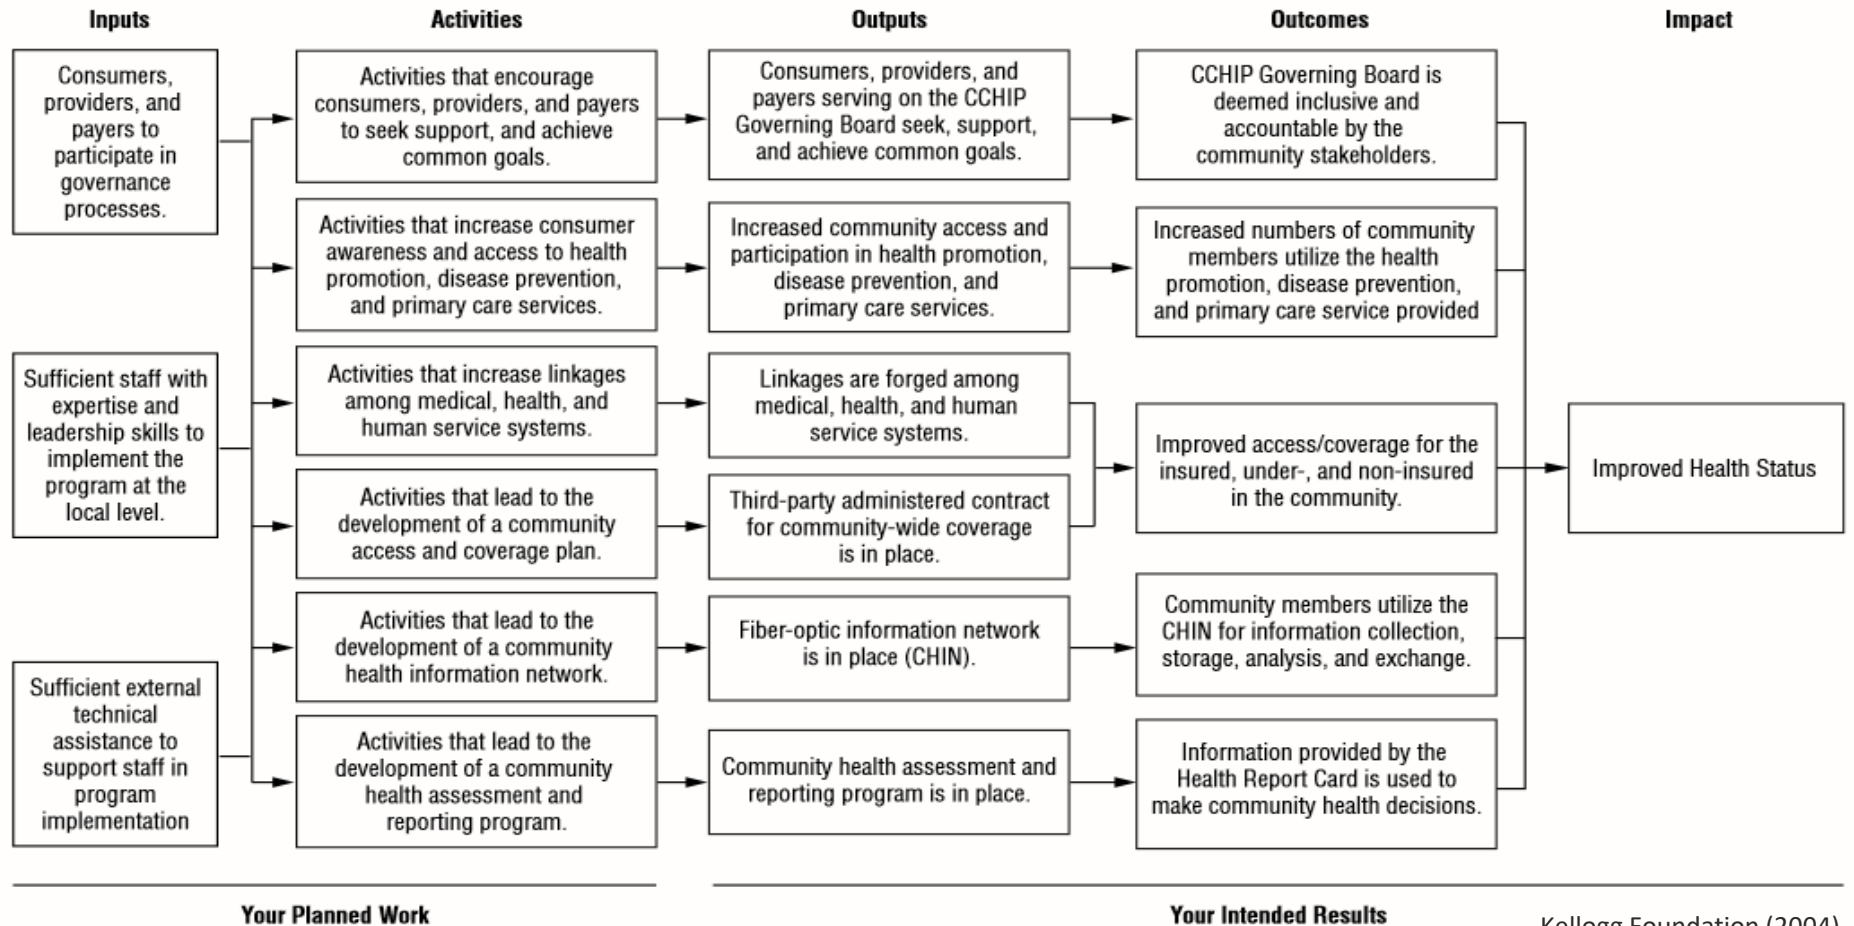 Inputs
Activities
Outputs
Outcomes
Impact
Consumers,
providers, and
payers to
participate in
governance
processes.
Sufficient staff with
expertise and
leadership skills to
implement the
program at the
local level.
Sufficient external
technical
assistance to
support staff in
program
implementation
Activities that encourage
consumers, providers, and payers
to seek support, and achieve
common goals.
Activities that increase consumer
awareness and access to health
promotion, disease prevention,
and primary care services.
Activities that increase linkages
among medical, health, and
human service systems.
Activities that lead to the
development of a community
access and coverage plan.
Activities that lead to the
development of a community
health information network.
Activities that lead to the
development of a community
health assessment and
reporting program.
Consumers, providers, and
payers serving on the CCHIP
Governing Board seek, support,
and achieve common goals.
Increased community access and
participation in health promotion,
disease prevention, and
primary care services.
Linkages are forged among
medical, health, and human
service systems.
Third-party administered contract
for community-wide coverage
is in place.
Fiber-optic information network
is in place (CHIN).
Community health assessment and
reporting program is in place.
CCHIP Governing Board is
deemed inclusive and
accountable by the
community stakeholders.
Increased numbers of community
members utilize the health
promotion, disease prevention,
and primary care service provided
Improved access/coverage for the
insured, under-, and non-insured
in the community.
Community members utilize the
CHIN for information collection,
storage, analysis, and exchange.
Information provided by the
Health Report Card is used to
make community health decisions.
Improved Health Status
Your Planned Work
Your Intended Results
Kellogg Foundation (2004)